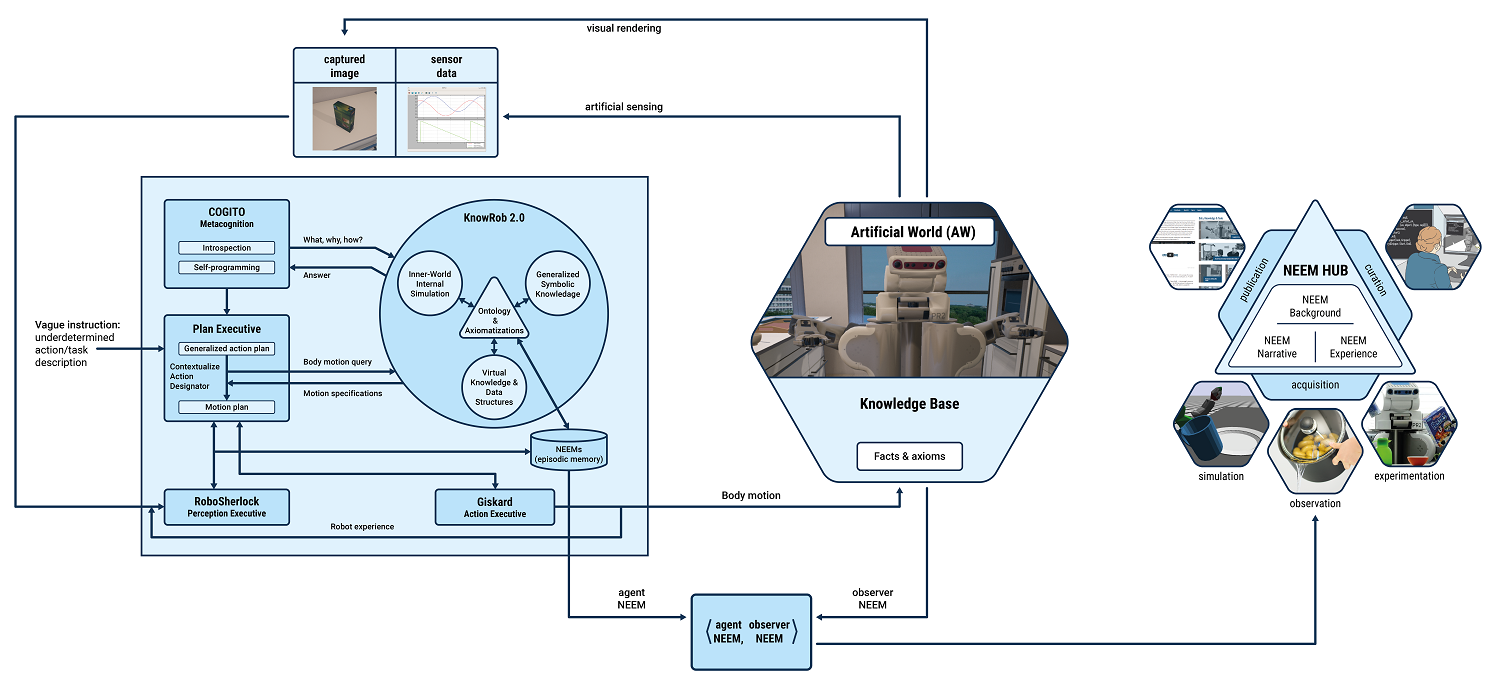 visual rendering
captured
image
sensor
data
artificial sensing
COGITO
Metacognition
Introspection
Self-programming
What, why, how?
Answer
KnowRob 2.0
Inner-World
Internal
Simulation
Generalized
Symbolic
Knowledage
Ontology
&
Axiomatizations
Virtual
Knowledge &
Data
Structures
Vague instruction:
underdetermined
action/task
description
Plan Executive
Generalized action plan
Contextualize
Action
Designator
Motion plan
Body motion query
Motion specifications
NEEMs
(episodic memory)
RoboSherlock
Perception Executive
Giskard
Action Executive
Robot experience
Body motion
Artificial World (AW)
PR2
Knowledge Base
Facts & axioms
agent
NEEM
observer
NEEM
⟨ agent observer ⟩
NEEM, NEEM
publication
NEEM HUB
curation
NEEM
Background
NEEM
Narrative
NEEM
Experience
acquisition
simulation
observation
PR2
experimentation